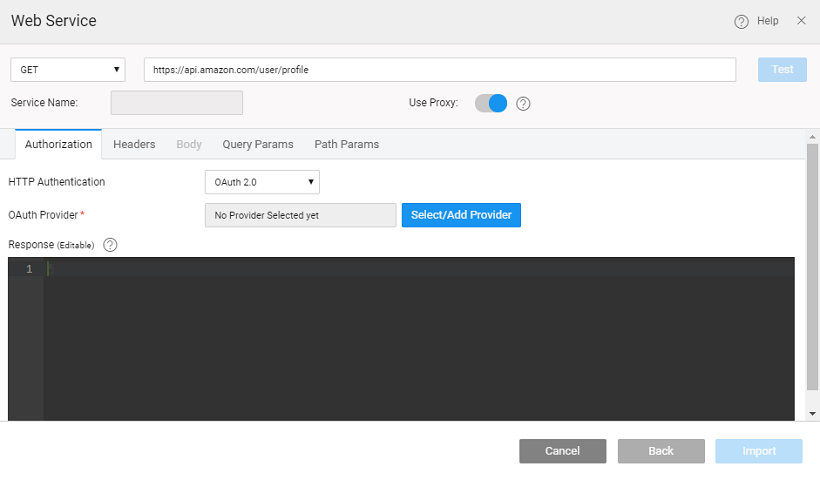 Web Service
Help
GET
https://api.amazon.com/user/profile
Test
Service Name:
Use Proxy:
Authorization Headers Body Query Params Path Params
HTTP Authentication
OAuth 2.0
OAuth Provider *
No Provider Selected yet
Select/Add Provider
Response (Editable)
1
Cancel
Back
Import